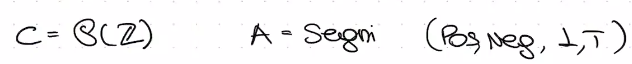 C = ℘(ℤ)    A = Segni    (Pos, Neg, ⊥, ⊤)